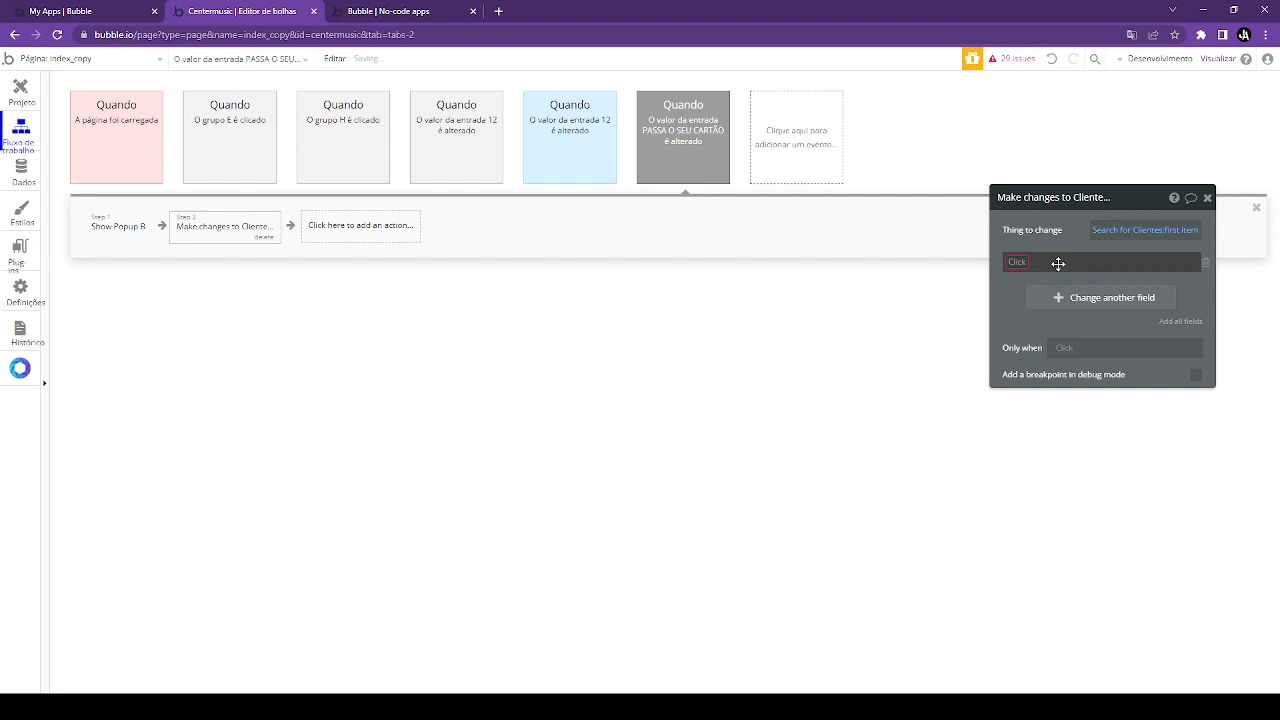 My Apps | Bubble
Centermusic | Editor de bolhas
Bubble | No-code apps
bubble.io/page?type=page&name=index_copy&id=centermusic&tab=tabs-2
Página: index_copy
O valor da entrada PASSA O SEU...
Editar
Saving...
29 issues
Desenvolvimento
Visualizar
Projeto
Fluxo de trabalho
Dados
Estilos
Plug-ins
Definições
Histórico
Quando
A página foi carregada
Quando
O grupo E é clicado
Quando
O grupo H é clicado
Quando
O valor da entrada 12
é alterado
Quando
O valor da entrada 12
é alterado
Quando
O valor da entrada
PASSA O SEU CARTÃO
é alterado
Clique aqui para
adicionar um evento...
Step 1
Show Popup B
Step 2
Make changes to Cliente...
delete
Click here to add an action...
Make changes to Cliente...
Thing to change
Search for Clientes:first item
Click
Change another field
Add all fields
Only when
Click
Add a breakpoint in debug mode